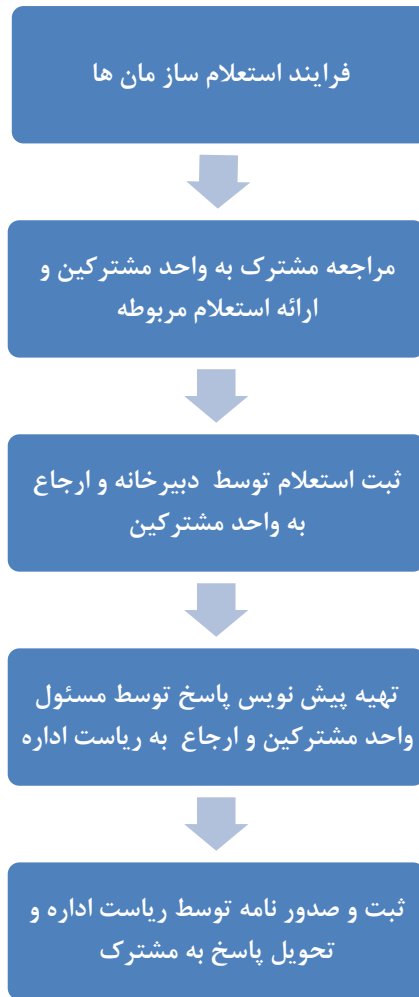 فرایند استعلام ساز مان ها
مراجعه مشترک به واحد مشترکین و
ارائه استعلام مربوطه
ثبت استعلام توسط دبیرخانه و ارجاع
به واحد مشترکین
تهیه پیش نویس پاسخ توسط مسئول
واحد مشترکین و ارجاع به ریاست اداره
ثبت و صدور نامه توسط ریاست اداره و
تحویل پاسخ به مشترک